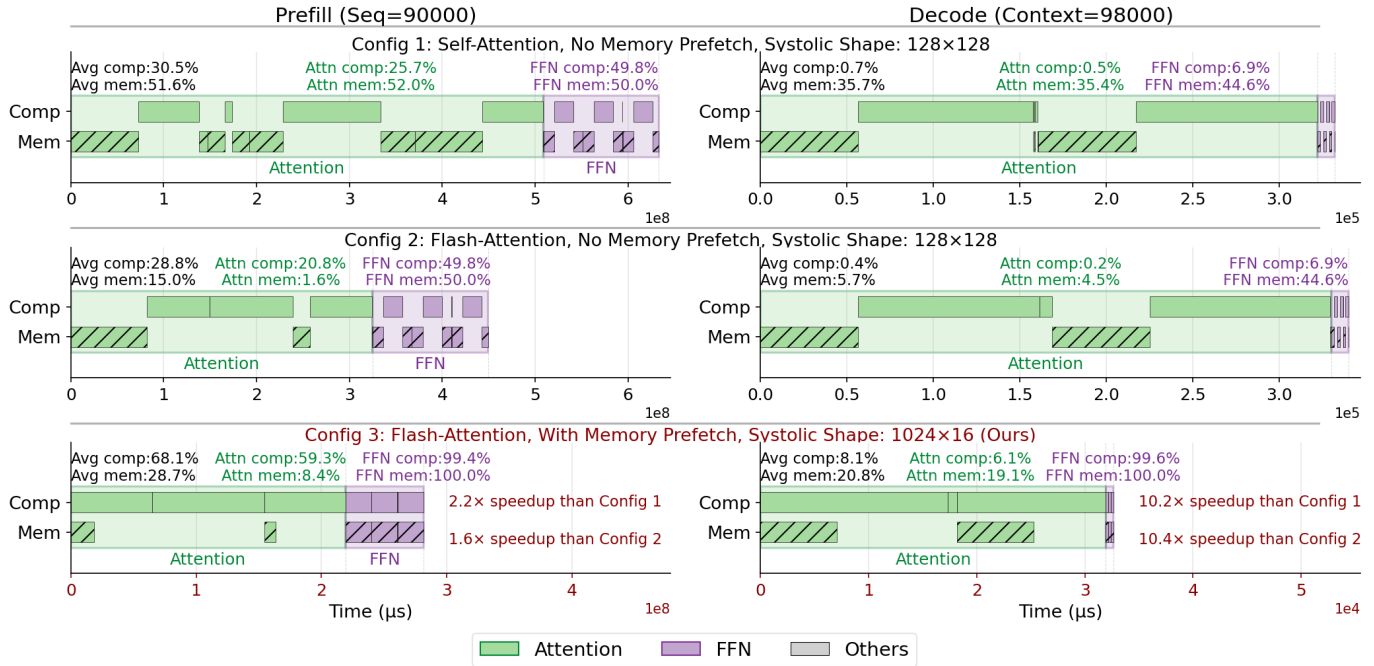 Prefill (Seq=90000)
Decode (Context=98000)
Config 1: Self-Attention, No Memory Prefetch, Systolic Shape: 128×128
Avg comp:30.5%
Attn comp:25.7%
FFN comp:49.8%
Avg mem:51.6%
Attn mem:52.0%
FFN mem:50.0%
Comp
Mem
Attention
FFN
0
1
2
3
4
5
6
1e8
Avg comp:0.7%
Attn comp:0.5%
FFN comp:6.9%
Avg mem:35.7%
Attn mem:35.4%
FFN mem:44.6%
Attention
0.0
0.5
1.0
1.5
2.0
2.5
3.0
1e5
Config 2: Flash-Attention, No Memory Prefetch, Systolic Shape: 128×128
Avg comp:28.8%
Attn comp:20.8%
FFN comp:49.8%
Avg mem:15.0%
Attn mem:1.6%
FFN mem:50.0%
Comp
Mem
Attention
FFN
0
1
2
3
4
5
6
1e8
Avg comp:0.4%
Attn comp:0.2%
FFN comp:6.9%
Avg mem:5.7%
Attn mem:4.5%
FFN mem:44.6%
Attention
0.0
0.5
1.0
1.5
2.0
2.5
3.0
1e5
Config 3: Flash-Attention, With Memory Prefetch, Systolic Shape: 1024×16 (Ours)
Avg comp:68.1%
Attn comp:59.3%
FFN comp:99.4%
Avg mem:28.7%
Attn mem:8.4%
FFN mem:100.0%
Comp
Mem
2.2× speedup than Config 1
1.6× speedup than Config 2
Attention
FFN
0
1
2
3
4
1e8
Time (μs)
Avg comp:8.1%
Attn comp:6.1%
FFN comp:99.6%
Avg mem:20.8%
Attn mem:19.1%
FFN mem:100.0%
10.2× speedup than Config 1
10.4× speedup than Config 2
Attention
0
1
2
3
4
5
1e4
Time (μs)
Attention
FFN
Others